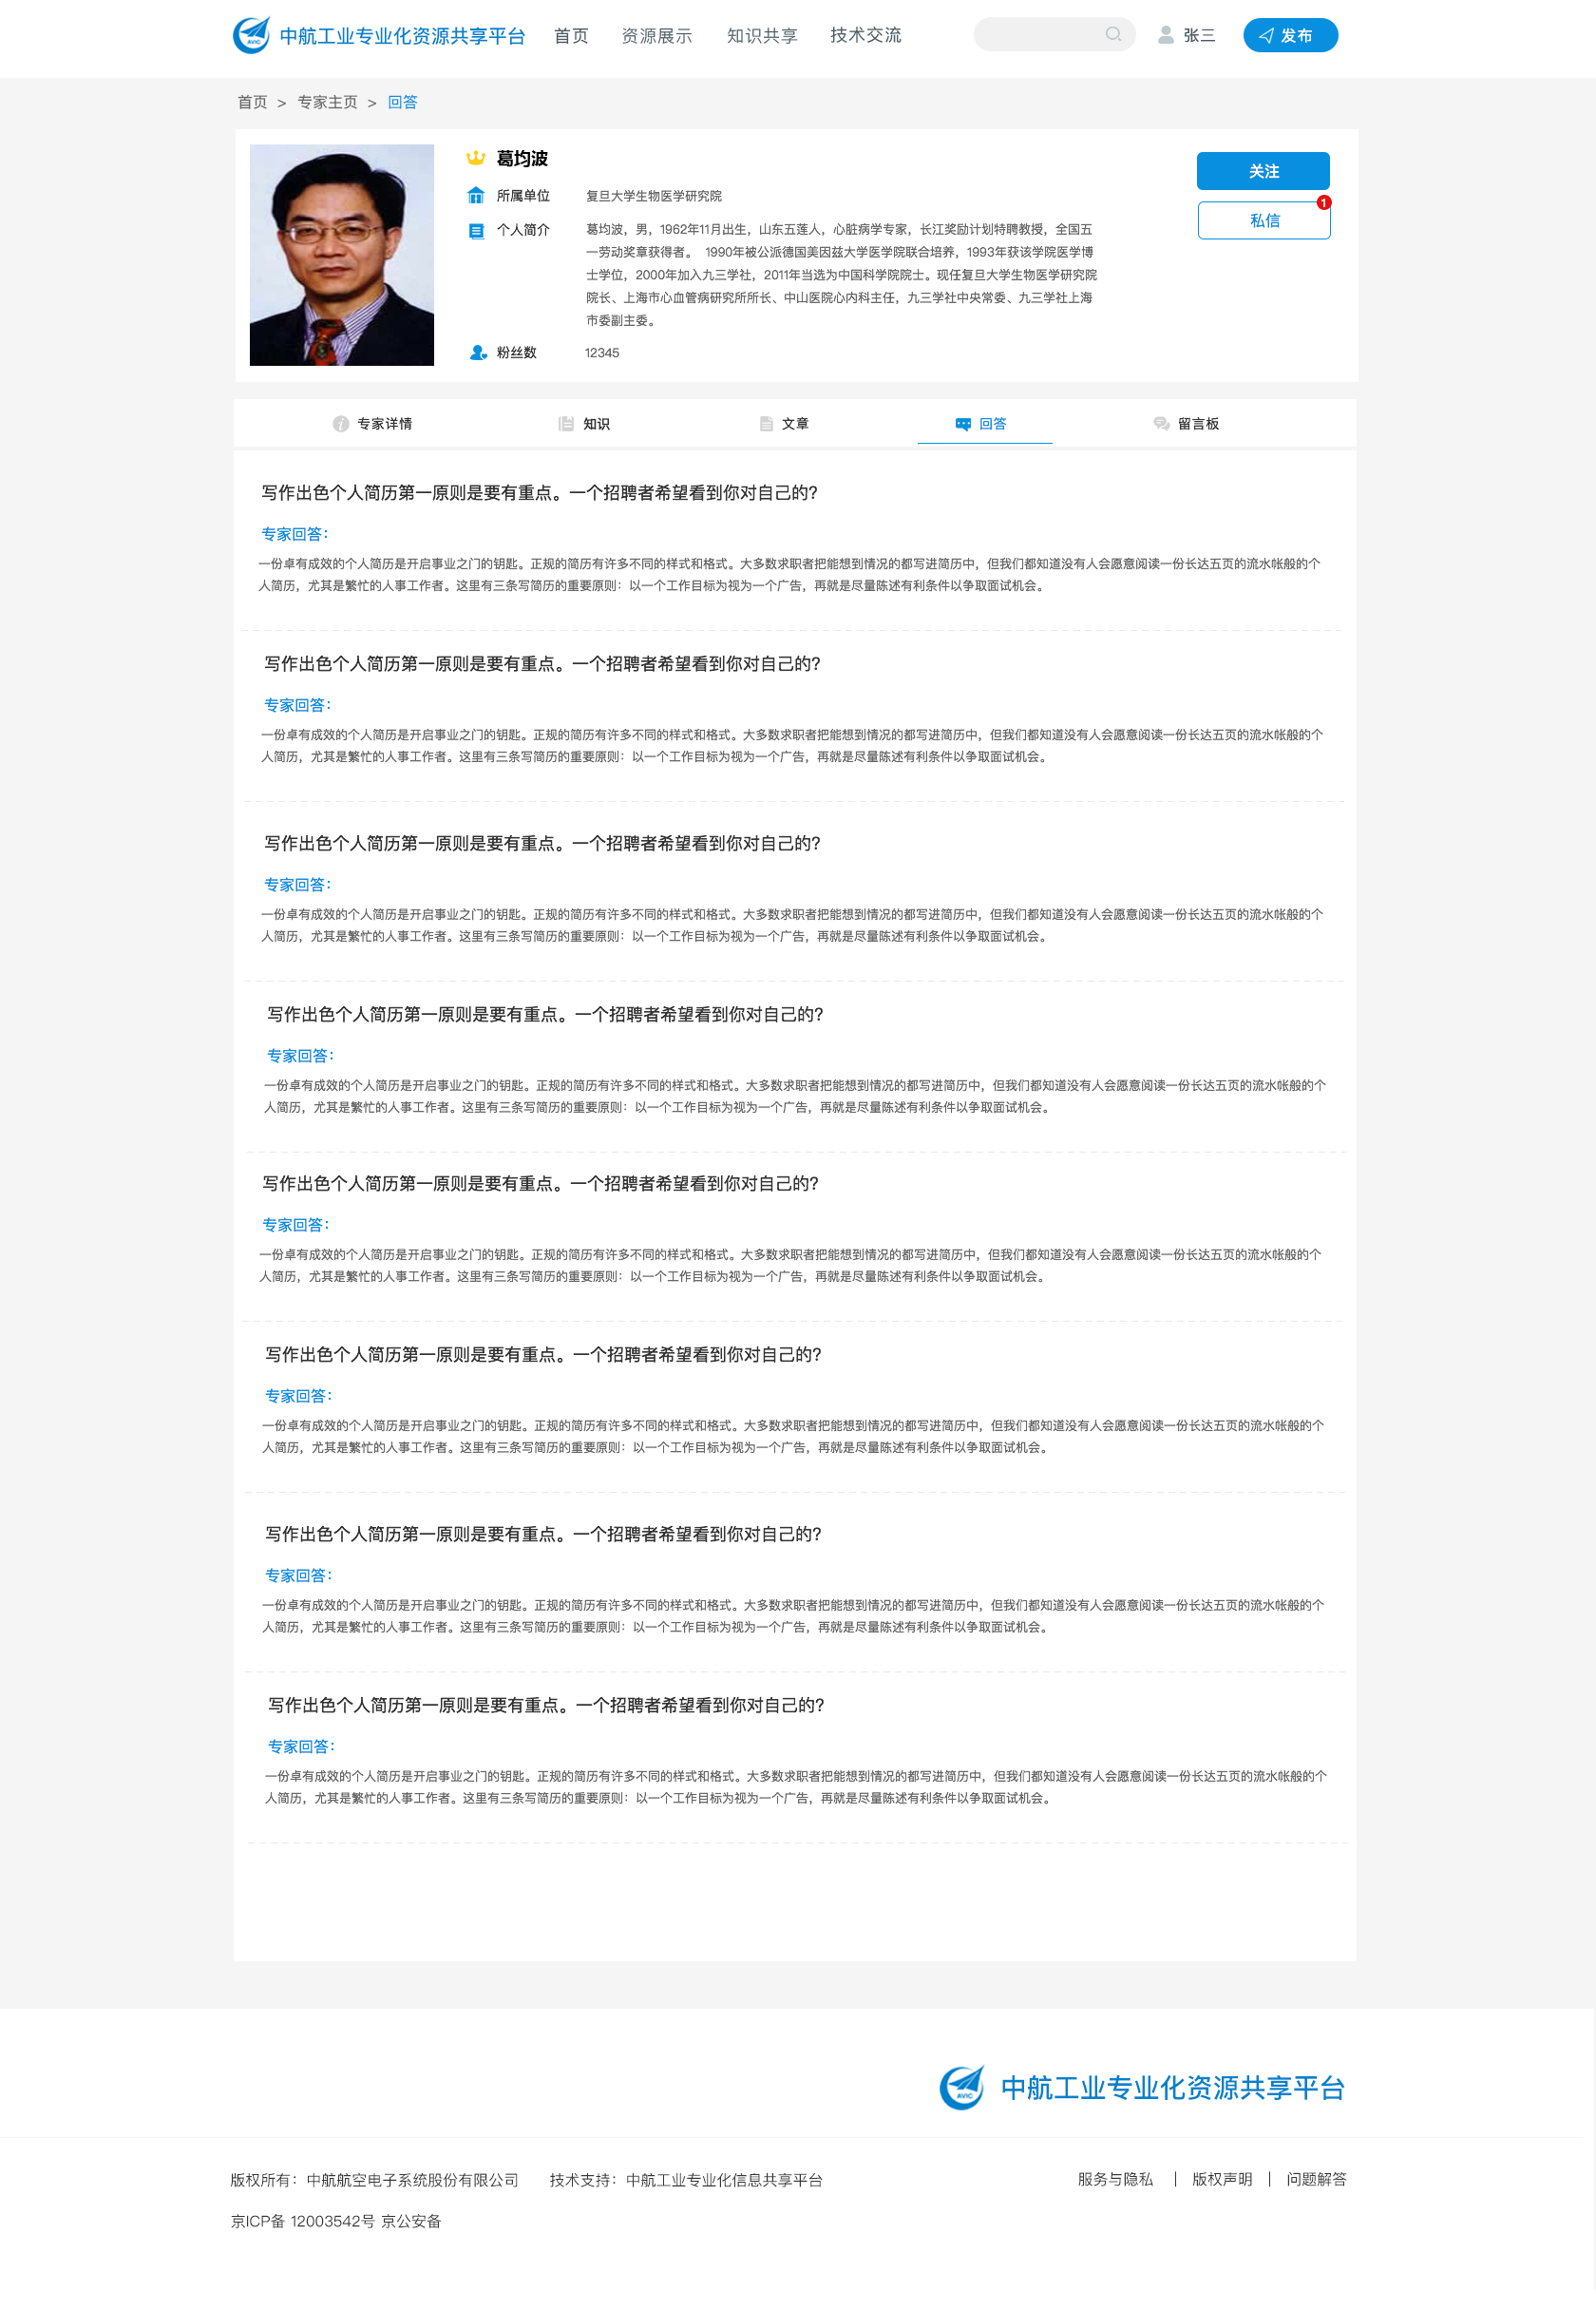 中航工业专业化资源共享平台 首页 资源展示 知识共享 技术交流 张三 发布
首页 > 专家主页 > 回答
葛均波
关注
所属单位 复旦大学生物医学研究院
1
私信
个人简介 葛均波，男，1962年11月出生，山东五莲人，心脏病学专家，长江奖励计划特聘教授，全国五
一劳动奖章获得者。 1990年被公派德国美因兹大学医学院联合培养，1993年获该学院医学博
士学位，2000年加入九三学社，2011年当选为中国科学院院士。现任复旦大学生物医学研究院
院长、上海市心血管病研究所所长、中山医院心内科主任，九三学社中央常委、九三学社上海
市委副主委。
粉丝数 12345
专家详情 知识 文章 回答 留言板
写作出色个人简历第一原则是要有重点。一个招聘者希望看到你对自己的?
专家回答：
一份卓有成效的个人简历是开启事业之门的钥匙。正规的简历有许多不同的样式和格式。大多数求职者把能想到情况的都写进简历中，但我们都知道没有人会愿意阅读一份长达五页的流水帐般的个
人简历，尤其是繁忙的人事工作者。这里有三条写简历的重要原则：以一个工作目标为视为一个广告，再就是尽量陈述有利条件以争取面试机会。
写作出色个人简历第一原则是要有重点。一个招聘者希望看到你对自己的?
专家回答：
一份卓有成效的个人简历是开启事业之门的钥匙。正规的简历有许多不同的样式和格式。大多数求职者把能想到情况的都写进简历中，但我们都知道没有人会愿意阅读一份长达五页的流水帐般的个
人简历，尤其是繁忙的人事工作者。这里有三条写简历的重要原则：以一个工作目标为视为一个广告，再就是尽量陈述有利条件以争取面试机会。
写作出色个人简历第一原则是要有重点。一个招聘者希望看到你对自己的?
专家回答：
一份卓有成效的个人简历是开启事业之门的钥匙。正规的简历有许多不同的样式和格式。大多数求职者把能想到情况的都写进简历中，但我们都知道没有人会愿意阅读一份长达五页的流水帐般的个
人简历，尤其是繁忙的人事工作者。这里有三条写简历的重要原则：以一个工作目标为视为一个广告，再就是尽量陈述有利条件以争取面试机会。
写作出色个人简历第一原则是要有重点。一个招聘者希望看到你对自己的?
专家回答：
一份卓有成效的个人简历是开启事业之门的钥匙。正规的简历有许多不同的样式和格式。大多数求职者把能想到情况的都写进简历中，但我们都知道没有人会愿意阅读一份长达五页的流水帐般的个
人简历，尤其是繁忙的人事工作者。这里有三条写简历的重要原则：以一个工作目标为视为一个广告，再就是尽量陈述有利条件以争取面试机会。
写作出色个人简历第一原则是要有重点。一个招聘者希望看到你对自己的?
专家回答：
一份卓有成效的个人简历是开启事业之门的钥匙。正规的简历有许多不同的样式和格式。大多数求职者把能想到情况的都写进简历中，但我们都知道没有人会愿意阅读一份长达五页的流水帐般的个
人简历，尤其是繁忙的人事工作者。这里有三条写简历的重要原则：以一个工作目标为视为一个广告，再就是尽量陈述有利条件以争取面试机会。
写作出色个人简历第一原则是要有重点。一个招聘者希望看到你对自己的?
专家回答：
一份卓有成效的个人简历是开启事业之门的钥匙。正规的简历有许多不同的样式和格式。大多数求职者把能想到情况的都写进简历中，但我们都知道没有人会愿意阅读一份长达五页的流水帐般的个
人简历，尤其是繁忙的人事工作者。这里有三条写简历的重要原则：以一个工作目标为视为一个广告，再就是尽量陈述有利条件以争取面试机会。
写作出色个人简历第一原则是要有重点。一个招聘者希望看到你对自己的?
专家回答：
一份卓有成效的个人简历是开启事业之门的钥匙。正规的简历有许多不同的样式和格式。大多数求职者把能想到情况的都写进简历中，但我们都知道没有人会愿意阅读一份长达五页的流水帐般的个
人简历，尤其是繁忙的人事工作者。这里有三条写简历的重要原则：以一个工作目标为视为一个广告，再就是尽量陈述有利条件以争取面试机会。
写作出色个人简历第一原则是要有重点。一个招聘者希望看到你对自己的?
专家回答：
一份卓有成效的个人简历是开启事业之门的钥匙。正规的简历有许多不同的样式和格式。大多数求职者把能想到情况的都写进简历中，但我们都知道没有人会愿意阅读一份长达五页的流水帐般的个
人简历，尤其是繁忙的人事工作者。这里有三条写简历的重要原则：以一个工作目标为视为一个广告，再就是尽量陈述有利条件以争取面试机会。
AVIC 中航工业专业化资源共享平台
版权所有：中航航空电子系统股份有限公司 技术支持：中航工业专业化信息共享平台 服务与隐私 | 版权声明 | 问题解答
京ICP备 12003542号 京公安备